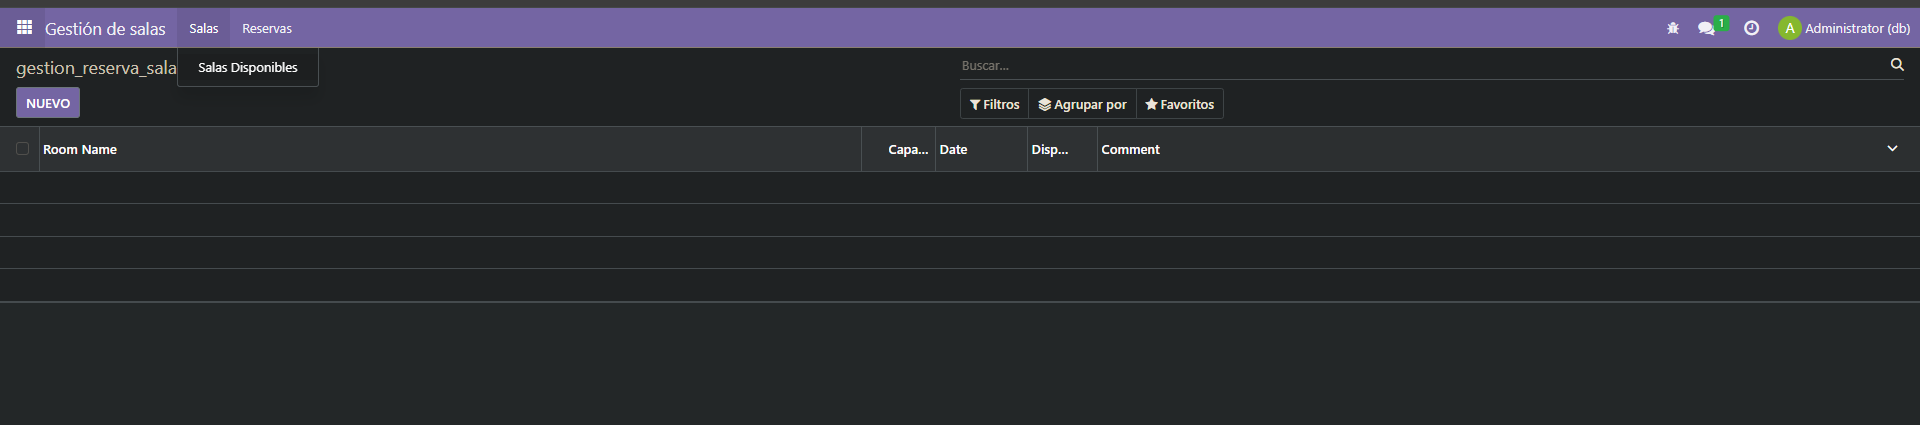 Gestión de salas Salas Reservas 1 A Administrator (db)
gestion_reserva_sala Salas Disponibles Buscar...
NUEVO Filtros Agrupar por Favoritos
Room Name Capa... Date Disp... Comment